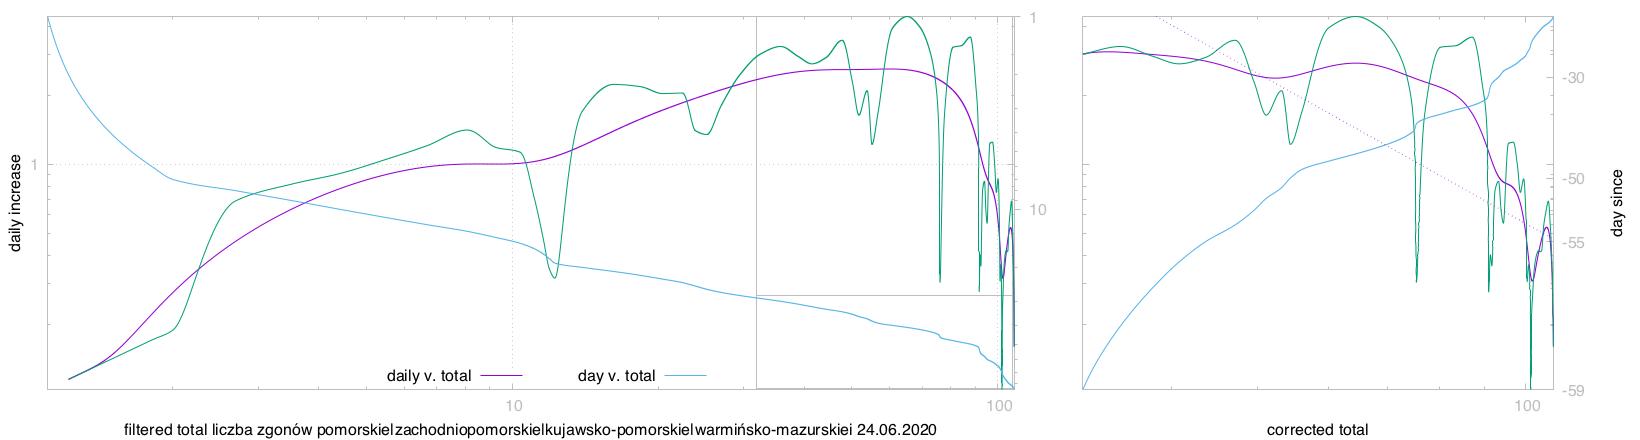 1
-30
1
daily increase
10
-50
-55
day since
daily v. total
day v. total
-59
10
100
100
filtered total liczba zgonów pomorskie|zachodniopomorskie|kujawsko-pomorskie|warmińsko-mazurskiei 24.06.2020
corrected total